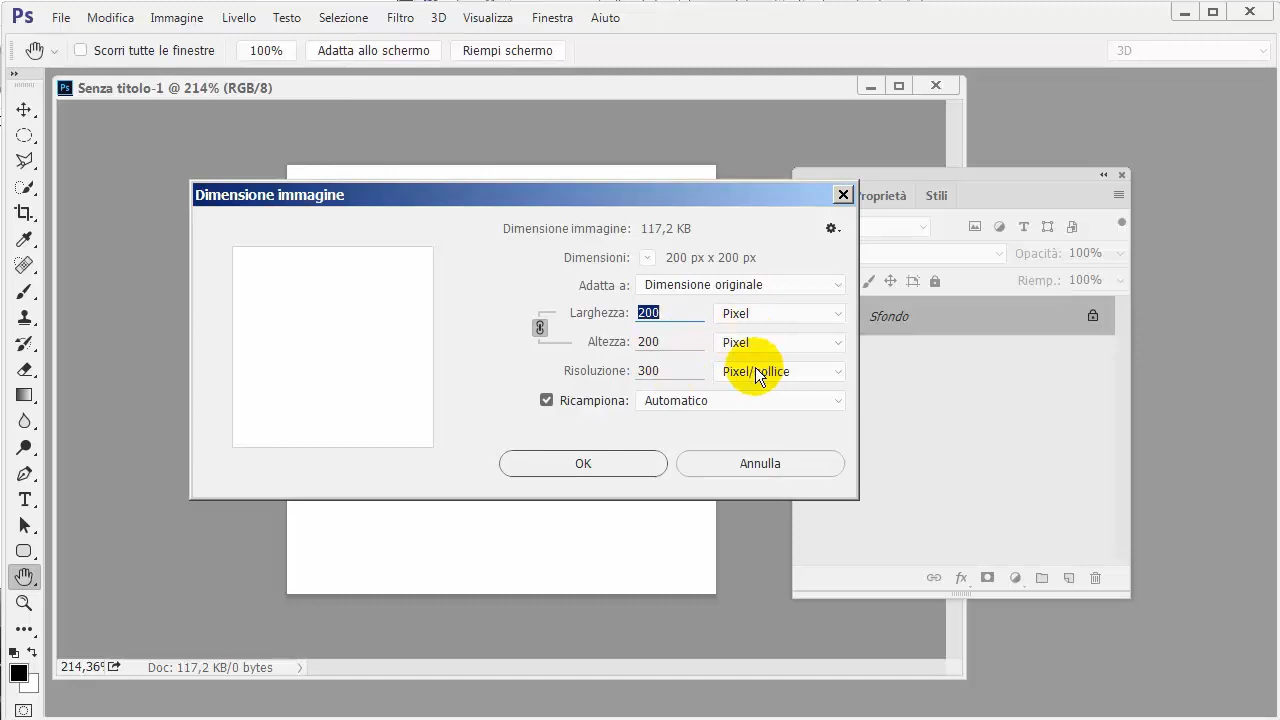 Ps File Modifica Immagine Livello Testo Selezione Filtro 3D Visualizza Finestra Aiuto
Scorri tutte le finestre 100% Adatta allo schermo Riempi schermo 3D
Ps Senza titolo-1 @ 214% (RGB/8)
Dimensione immagine
Proprietà Stili
Dimensione immagine: 117,2 KB
Dimensioni: 200 px x 200 px
Opacità: 100%
Adatta a: Dimensione originale
Riemp.: 100%
Larghezza: 200 Pixel
Sfondo
Altezza: 200 Pixel
Risoluzione: 300 Pixel/pollice
Ricampiona: Automatico
OK Annulla
fx
214,36%
Doc: 117,2 KB/0 bytes